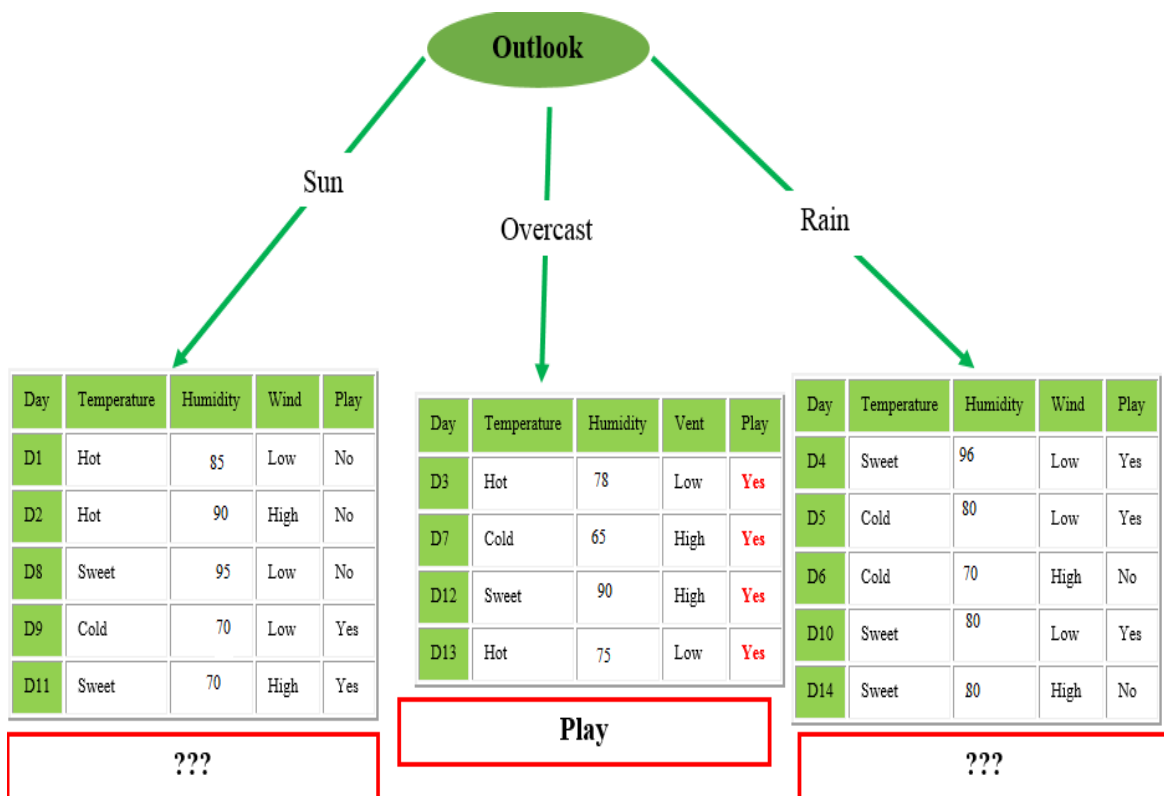 Outlook
Sun
Overcast
Rain
Day Temperature Humidity Wind Play
D1 Hot 85 Low No
D2 Hot 90 High No
D8 Sweet 95 Low No
D9 Cold 70 Low Yes
D11 Sweet 70 High Yes
???
Day Temperature Humidity Vent Play
D3 Hot 78 Low Yes
D7 Cold 65 High Yes
D12 Sweet 90 High Yes
D13 Hot 75 Low Yes
Play
Day Temperature Humidity Wind Play
D4 Sweet 96 Low Yes
D5 Cold 80 Low Yes
D6 Cold 70 High No
D10 Sweet 80 Low Yes
D14 Sweet 80 High No
???